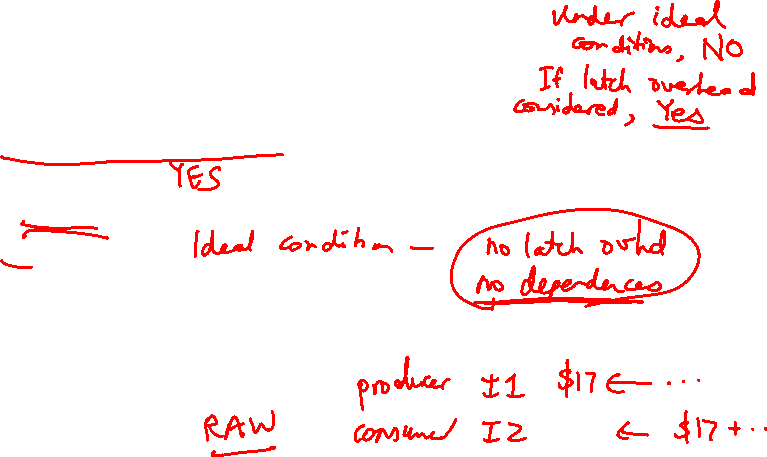 Under ideal
conditions, NO
If latch overhead
considered, Yes
YES
Ideal condition — no latch ovhd
no dependences
producer I1 $17 ← ...
RAW consumer I2 ← $17 + ..